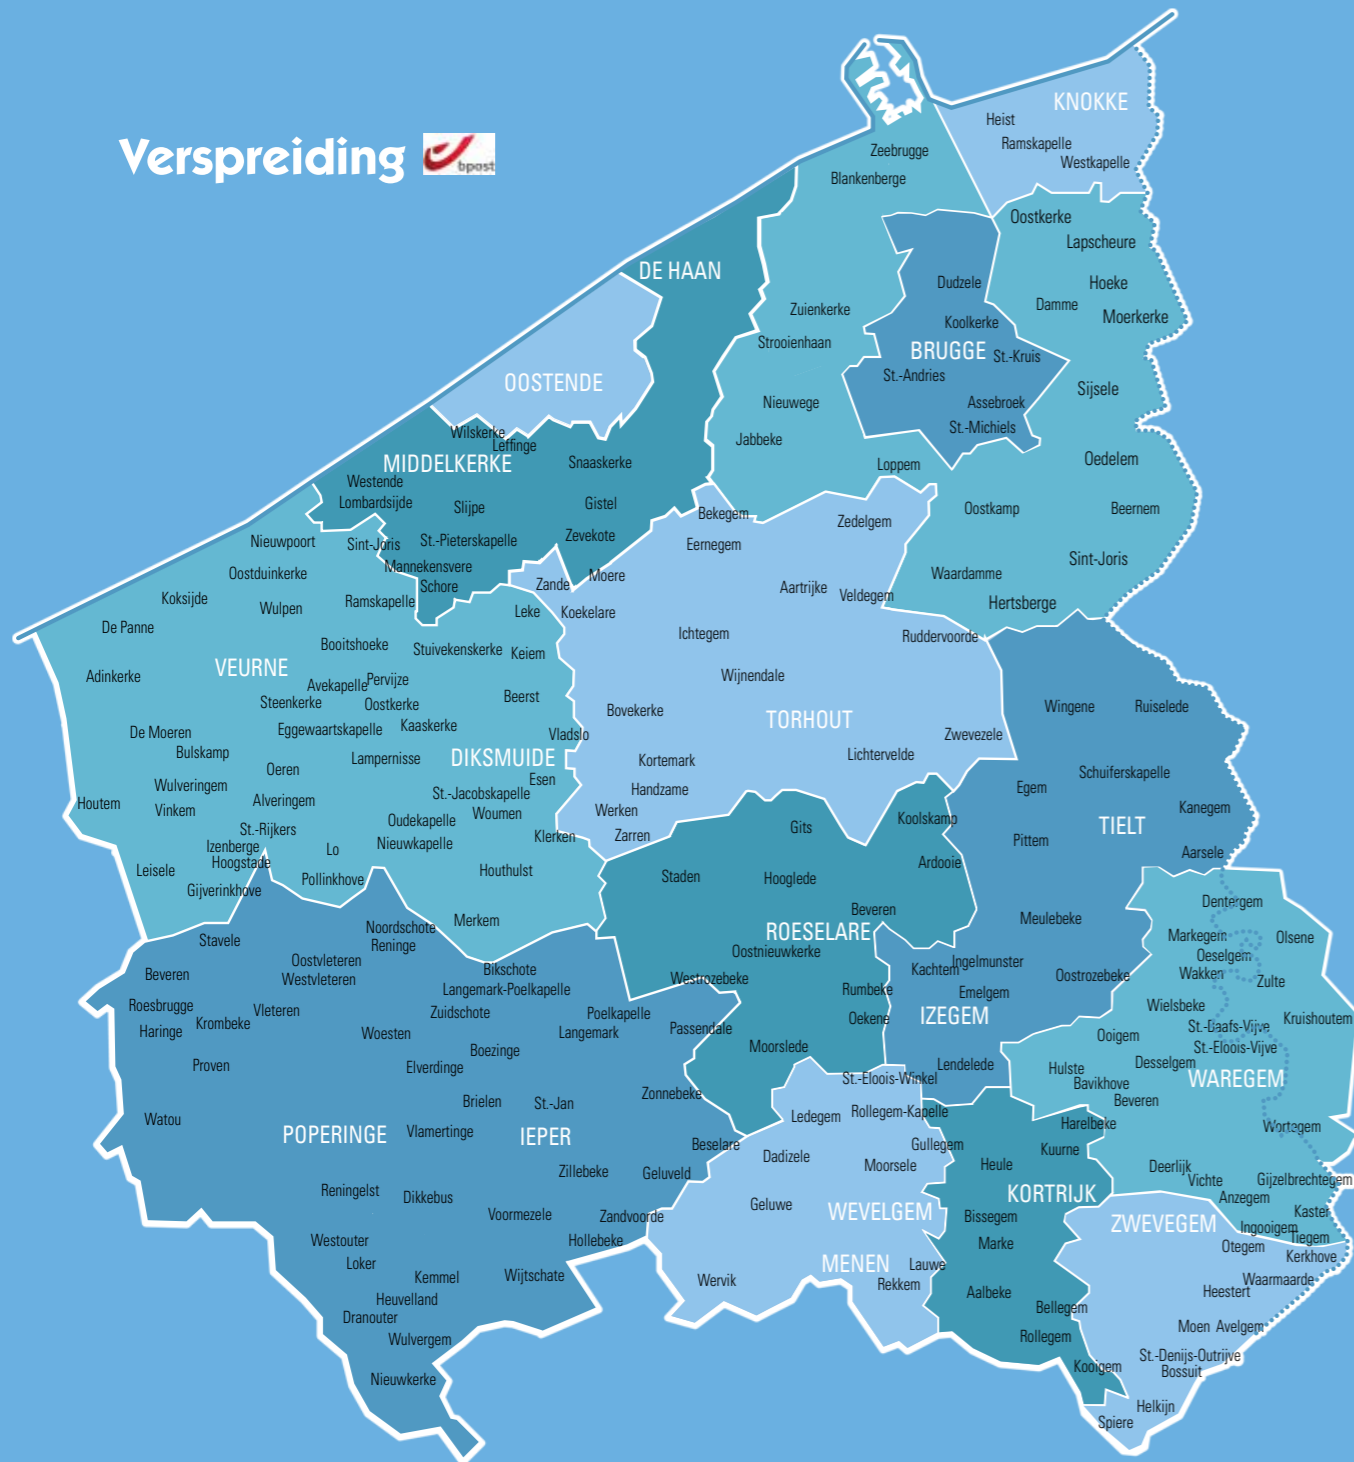 KNOKKE
Heist
Ramskapelle
Westkapelle
Verspreiding
bpost
Zeebrugge
Blankenberge
Oostkerke
Lapscheure
DE HAAN
Dudzele
Hoeke
Damme
Zuienkerke
Moerkerke
Koolkerke
Strooienhaan
BRUGGE
St.-Kruis
St.-Andries
OOSTENDE
Sijsele
Nieuwege
Assebroek
St.-Michiels
Wilskerke
Leffinge
Jabbeke
MIDDELKERKE
Snaaskerke
Loppem
Oedelem
Westende
Lombardsijde
Slijpe
Gistel
Bekegem
Zedelgem
Oostkamp
Beernem
Nieuwpoort
Sint-Joris
St.-Pieterskapelle
Zevekote
Eernegem
Sint-Joris
Mannekensvere
Oostduinkerke
Schore
Zande
Moere
Aartrijke
Veldegem
Waardamme
Koksijde
Wulpen
Ramskapelle
Leke
Koekelare
Hertsberge
De Panne
Ichtegem
Ruddervoorde
Booitshoeke
Stuivekenskerke
Keiem
VEURNE
Adinkerke
Avekapelle
Pervijze
Wijnendale
Steenkerke
Oostkerke
Beerst
Bovekerke
TORHOUT
Wingene
Ruiselede
De Moeren
Eggewaartskapelle
Kaaskerke
Vladslo
Zwevezele
Bulskamp
Lampernisse
DIKSMUIDE
Kortemark
Lichtervelde
Oeren
Esen
Schuiferskapelle
Wulveringem
St.-Jacobskapelle
Handzame
Egem
Houtem
Vinkem
Alveringem
Woumen
Werken
Kanegem
Oudekapelle
Koolskamp
TIELT
St.-Rijkers
Klerken
Zarren
Gits
Izenberge
Lo
Nieuwkapelle
Pittem
Hoogstade
Aarsele
Leisele
Pollinkhove
Houthulst
Staden
Hooglede
Ardooie
Gijverinkhove
Dentergem
Merkem
Beveren
Meulebeke
Stavele
Noordschote
Reninge
ROESELARE
Markegem
Olsene
Oostvleteren
Oostnieuwkerke
Oeselgem
Beveren
Westvleteren
Bikschote
Westrozebeke
Kachtem
Ingelmunster
Oostrozebeke
Wakken
Zulte
Langemark-Poelkapelle
Rumbeke
Emelgem
Roesbrugge
Vleteren
Zuidschote
Poelkapelle
Oekene
IZEGEM
Wielsbeke
Kruishoutem
Haringe
Krombeke
Woesten
Langemark
Passendale
St.-Baafs-Vijve
Ooigem
Boezinge
Moorslede
St.-Eloois-Vijve
Proven
Elverdinge
Lendelede
Hulste
Desselgem
St.-Eloois-Winkel
Bavikhove
WAREGEM
Zonnebeke
Brielen
St.-Jan
Beveren
Watou
Ledegem
Rollegem-Kapelle
Harelbeke
Wortegem
POPERINGE
Vlamertinge
IEPER
Beselare
Gullegem
Kuurne
Dadizele
Moorsele
Heule
Deerlijk
Zillebeke
Geluveld
Vichte
Gijzelbrechtegem
Reningelst
Dikkebus
KORTRIJK
Anzegem
Geluwe
Voormezele
Zandvoorde
WEVELGEM
Bissegem
ZWEVEGEM
Kaster
Ingooigem
Westouter
Hollebeke
Marke
Tiegem
Otegem
Loker
MENEN
Lauwe
Kerkhove
Kemmel
Wijtschate
Wervik
Rekkem
Waarmaarde
Aalbeke
Heestert
Heuvelland
Bellegem
Dranouter
Moen
Avelgem
Wulvergem
Rollegem
St.-Denijs-Outrijve
Kooigem
Bossuit
Nieuwkerke
Helkijn
Spiere